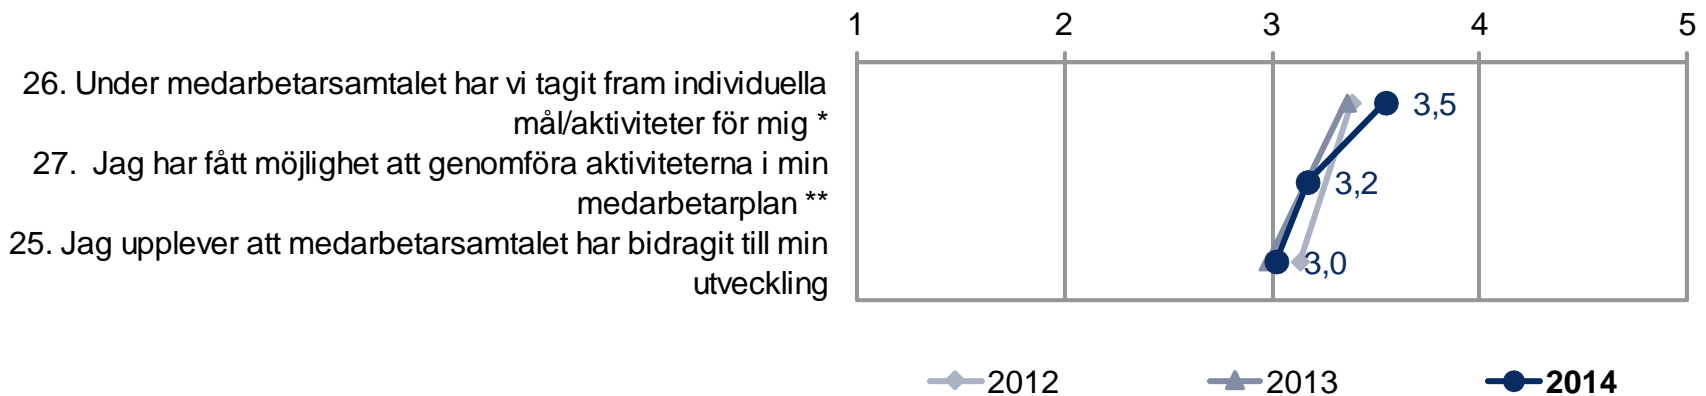 1 2 3 4 5
26. Under medarbetarsamtalet har vi tagit fram individuella
mål/aktiviteter för mig *
3,5
27.  Jag har fått möjlighet att genomföra aktiviteterna i min
medarbetarplan **
3,2
25. Jag upplever att medarbetarsamtalet har bidragit till min
utveckling
3,0
2012 2013 2014